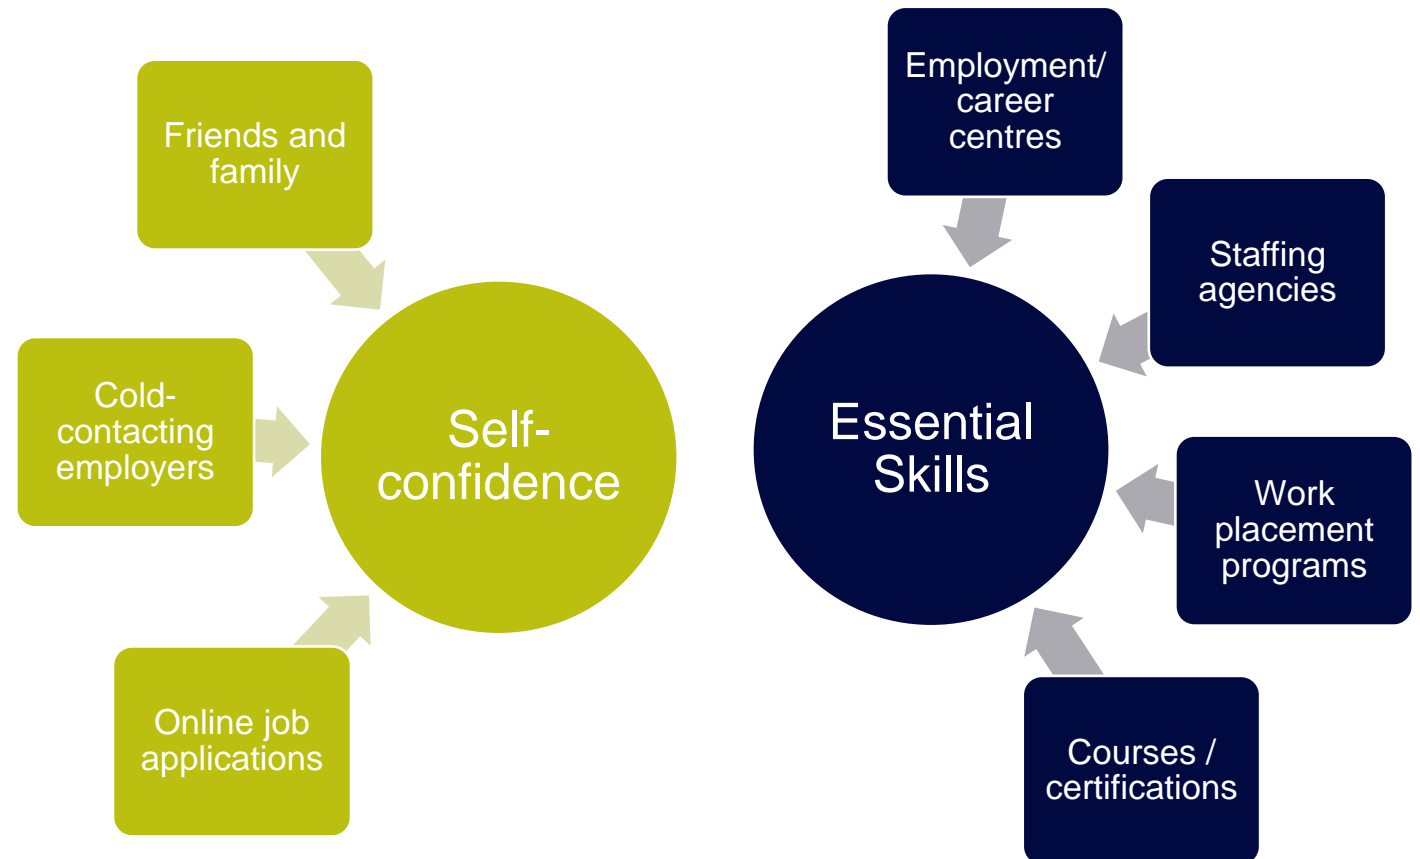 Friends and
family
Cold-
contacting
employers
Online job
applications
Self-
confidence
Employment/
career
centres
Staffing
agencies
Work
placement
programs
Courses /
certifications
Essential
Skills